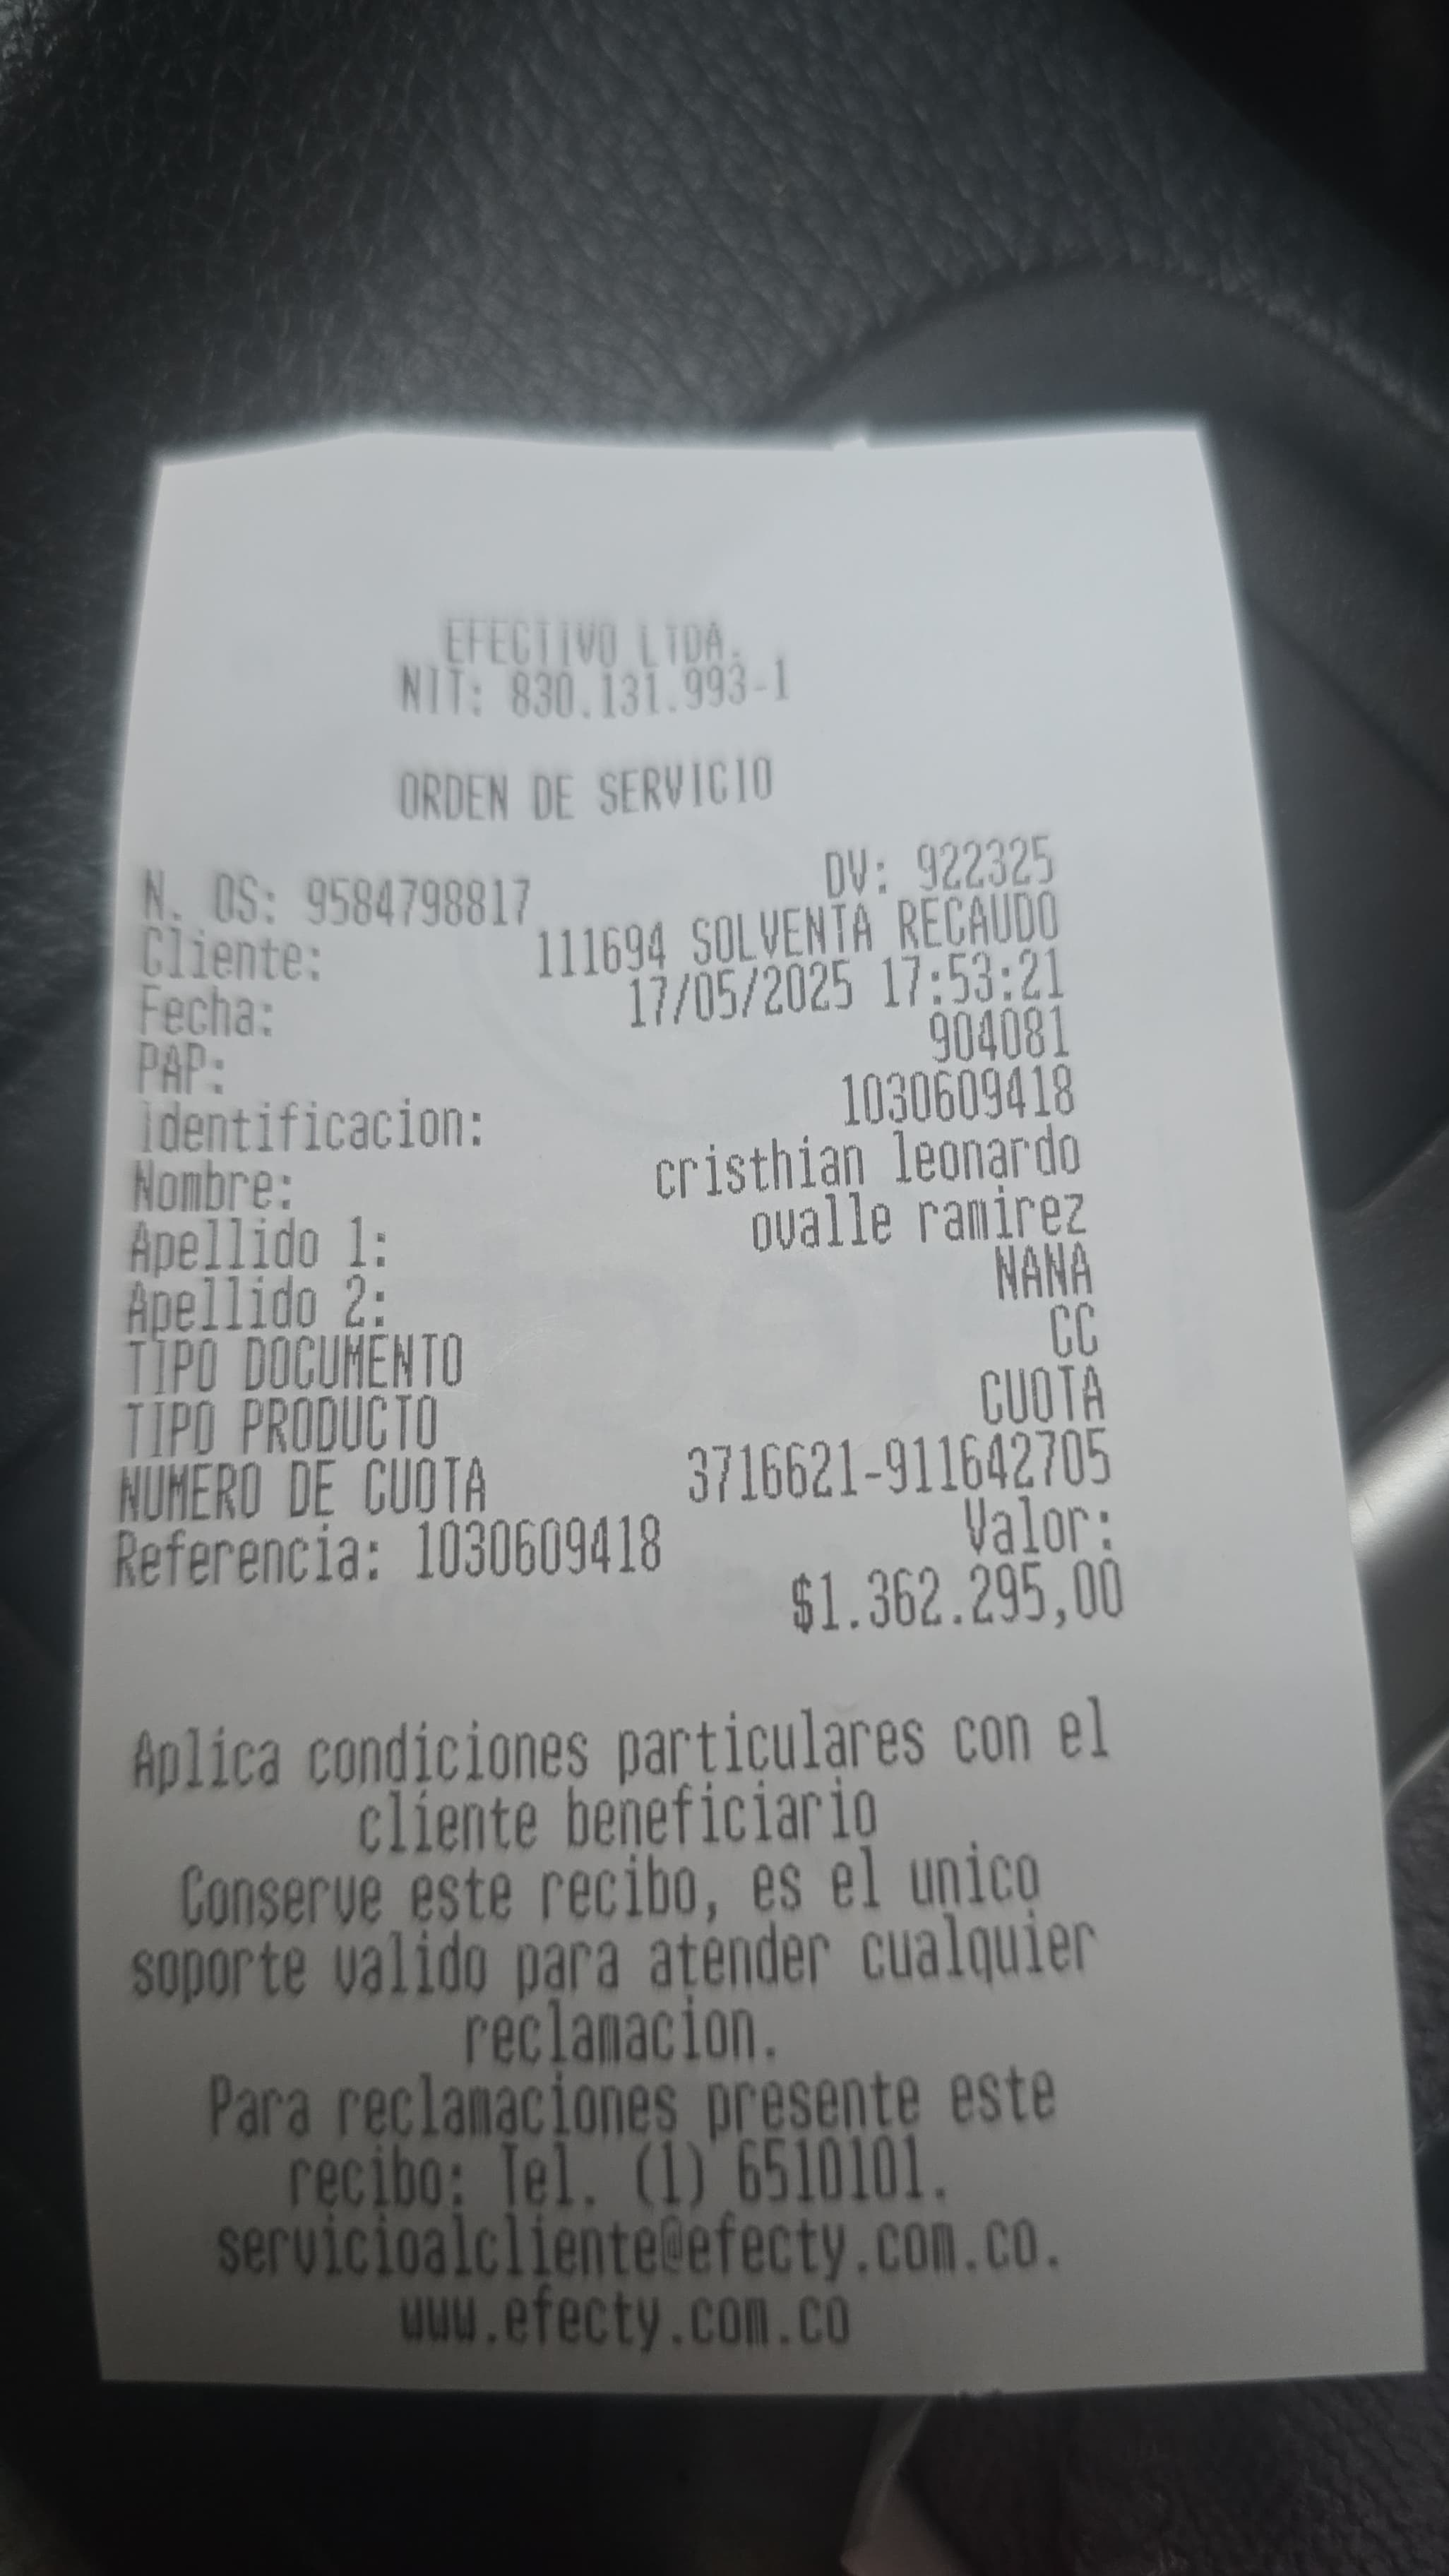 EFECTIVO LTDA.
NIT: 830.131.993-1
ORDEN DE SERVICIO
N. OS: 9584798817 DV: 922325
Cliente: 111694 SOLVENTA RECAUDO
Fecha: 17/05/2025 17:53:21
PAP: 904081
Identificacion: 1030609418
Nombre: cristhian leonardo
Apellido 1: ovalle ramirez
Apellido 2: NANA
TIPO DOCUMENTO CC
TIPO PRODUCTO CUOTA
NUMERO DE CUOTA 3716621-911642705
Referencia: 1030609418 Valor:
$1.362.295,00
Aplica condiciones particulares con el
cliente beneficiario
Conserve este recibo, es el unico
soporte valido para atender cualquier
reclamacion.
Para reclamaciones presente este
recibo: Tel. (1) 6510101.
servicioalcliente@efecty.com.co.
www.efecty.com.co